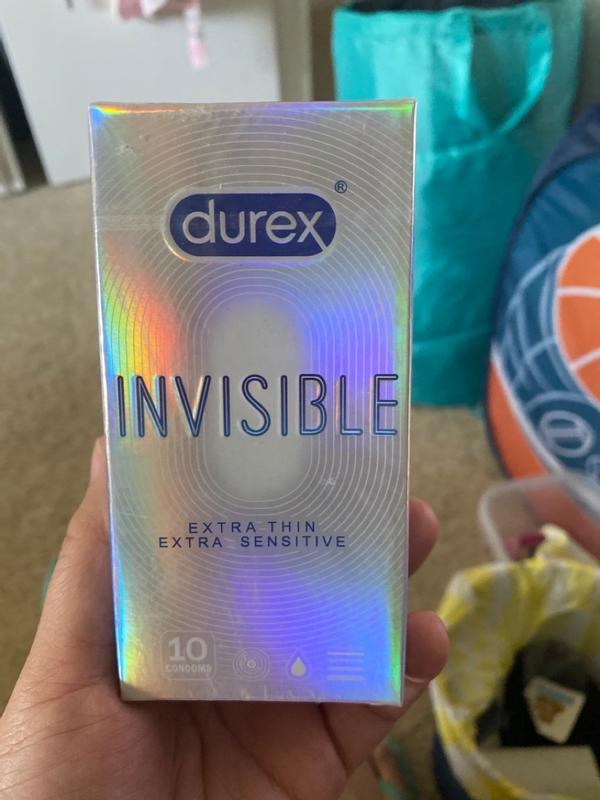 durex®
INVISIBLE
EXTRA THIN
EXTRA SENSITIVE
10
CONDOMS